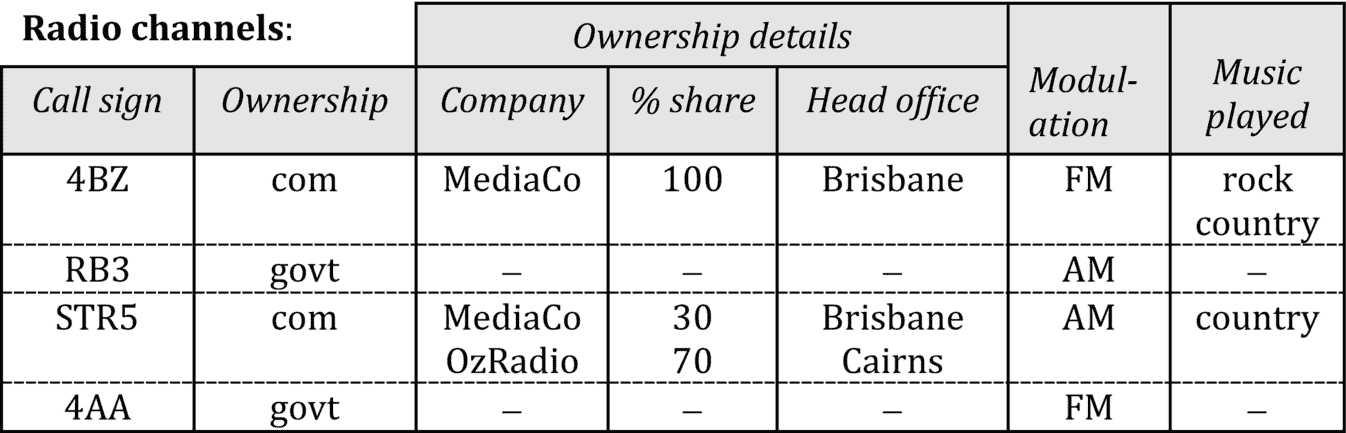 Radio channels:
Ownership details
Call sign Ownership Company % share Head office Modul-ation Music played
4BZ com MediaCo 100 Brisbane FM rock
country
RB3 govt – – – AM –
STR5 com MediaCo 30 Brisbane AM country
OzRadio 70 Cairns
4AA govt – – – FM –